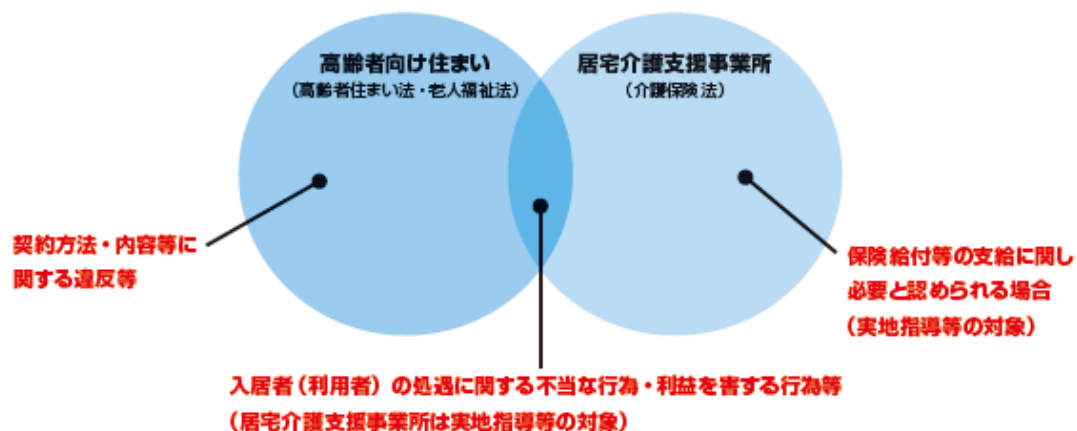 高齢者向け住まい
（高齢者住まい法・老人福祉法）
居宅介護支援事業所
（介護保険法）
契約方法・内容等に
関する違反等
保険給付等の支給に関し
必要と認められる場合
（実地指導等の対象）
入居者（利用者）の処遇に関する不当な行為・利益を害する行為等
（居宅介護支援事業所は実地指導等の対象）